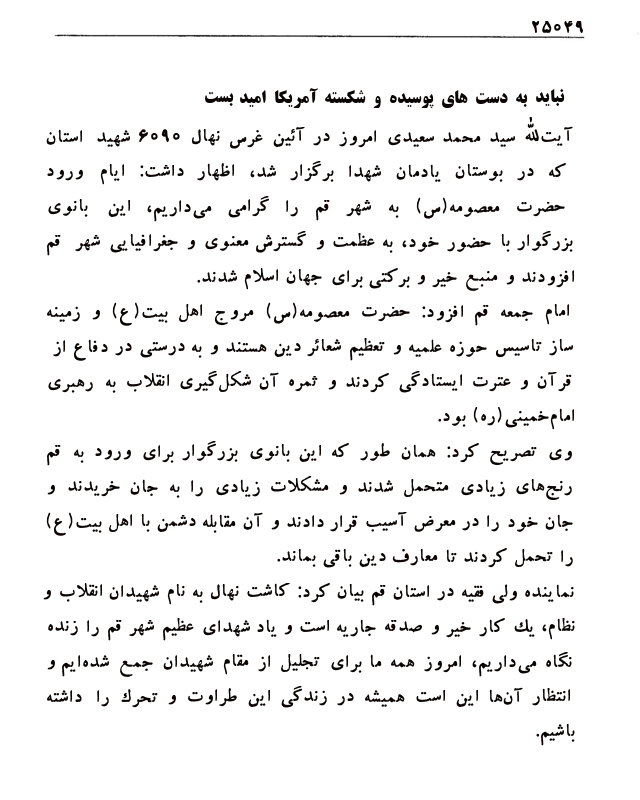 ۲۵۰۴۹
نباید به دست های پوسیده و شکسته آمریکا امید بست
آیت‌الله سید محمد سعیدی امروز در آئین غرس نهال ۶۰۹۰ شهید استان
که در بوستان یادمان شهدا برگزار شد، اظهار داشت: ایام ورود
حضرت معصومه(س) به شهر قم را گرامی می‌داریم، این بانوی
بزرگوار با حضور خود، به عظمت و گسترش معنوی و جغرافیایی شهر قم
افزودند و منبع خیر و برکتی برای جهان اسلام شدند.
امام جمعه قم افزود: حضرت معصومه(س) مروج اهل بیت(ع) و زمینه
ساز تاسیس حوزه علمیه و تعظیم شعائر دین هستند و به درستی در دفاع از
قرآن و عترت ایستادگی کردند و ثمره آن شکل‌گیری انقلاب به رهبری
امام‌خمینی(ره) بود.
وی تصریح کرد: همان طور که این بانوی بزرگوار برای ورود به قم
رنج‌های زیادی متحمل شدند و مشکلات زیادی را به جان خریدند و
جان خود را در معرض آسیب قرار دادند و آن مقابله دشمن با اهل بیت(ع)
را تحمل کردند تا معارف دین باقی بماند.
نماینده ولی فقیه در استان قم بیان کرد: کاشت نهال به نام شهیدان انقلاب و
نظام، یك کار خیر و صدقه جاریه است و یاد شهدای عظیم شهر قم را زنده
نگاه می‌داریم، امروز همه ما برای تجلیل از مقام شهیدان جمع شده‌ایم و
انتظار آن‌ها این است همیشه در زندگی این طراوت و تحرك را داشته
باشیم.